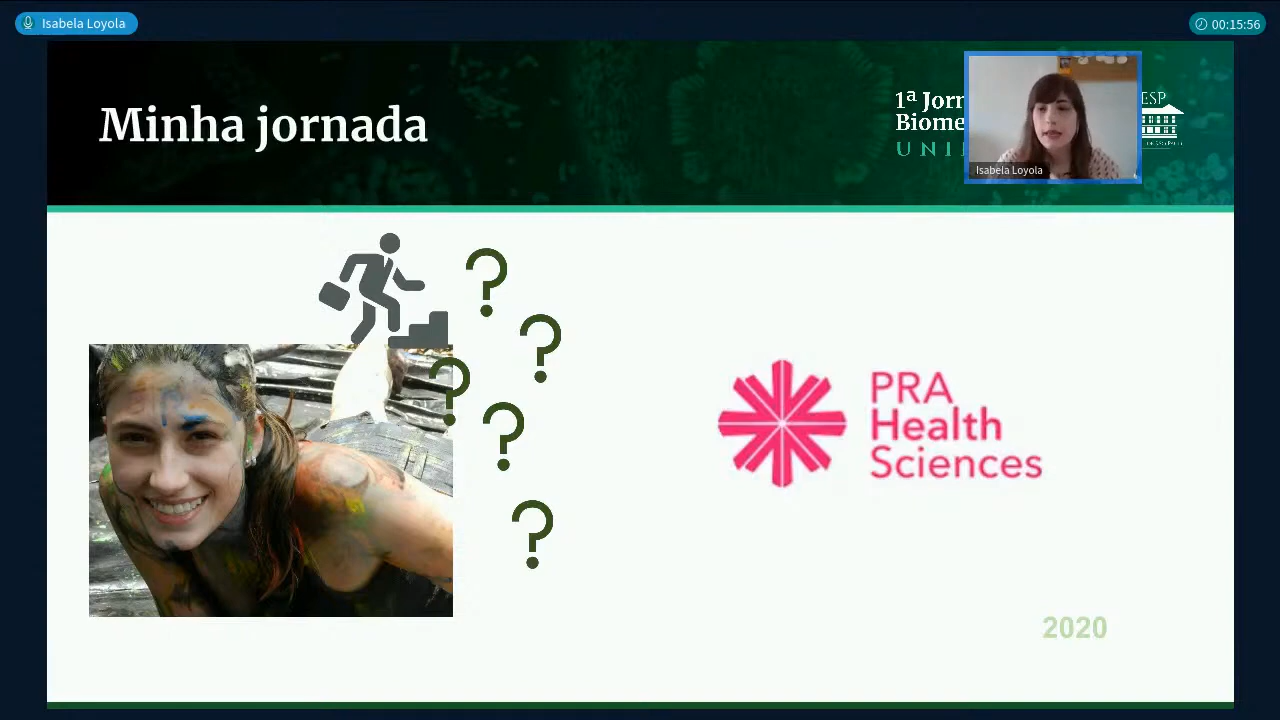 Isabela Loyola
00:15:56
Minha jornada
1ª Jorn
Biome
UNI
ESP
Isabela Loyola
?
?
?
?
?
PRA
Health
Sciences
2020